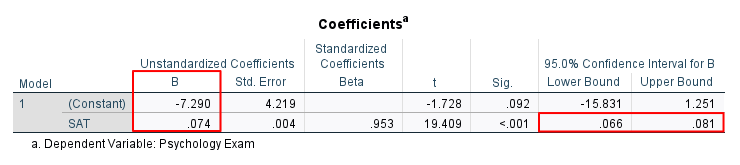 Coefficientsa
Unstandardized Coefficients Standardized Coefficients 95.0% Confidence Interval for B
Model B Std. Error Beta t Sig. Lower Bound Upper Bound
1 (Constant) -7.290 4.219 -1.728 .092 -15.831 1.251
SAT .074 .004 .953 19.409 <.001 .066 .081
a. Dependent Variable: Psychology Exam